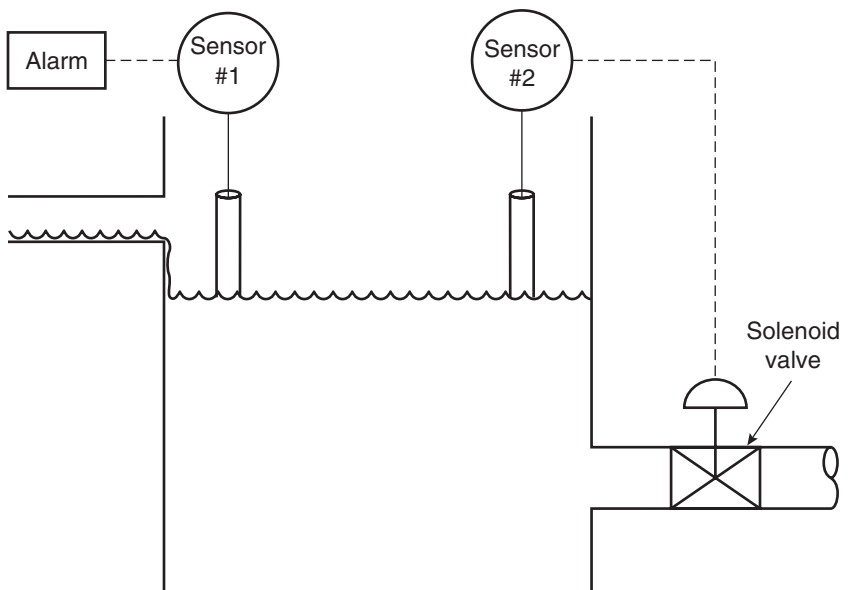 Alarm
Sensor
#1
Sensor
#2
Solenoid
valve